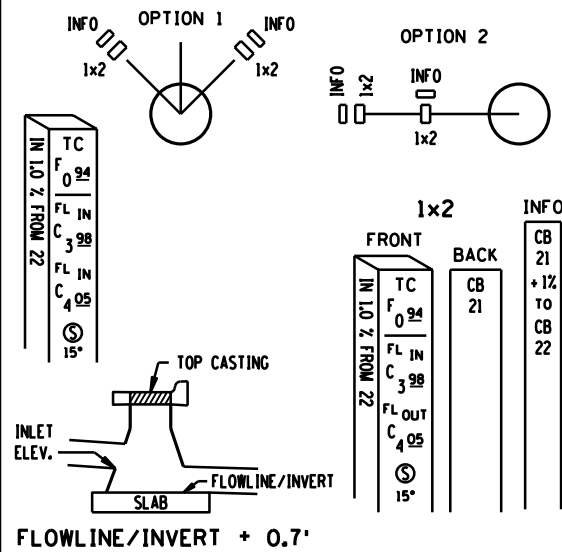 OPTION 1
INFO
INFO
1x2
1x2
OPTION 2
INFO
1x2
INFO
1x2
IN 1.0 % FROM 22
TC
F 0 94
FL IN
C 3 98
FL IN
C 4 05
S
15°
TOP CASTING
INLET
ELEV.
FLOWLINE/INVERT
SLAB
FLOWLINE/INVERT + 0.7'
1x2
FRONT
IN 1.0 % FROM 22
TC
F 0 94
FL IN
C 3 98
FL OUT
C 4 05
S
15°
BACK
CB
21
INFO
CB
21
+1%
TO
CB
22